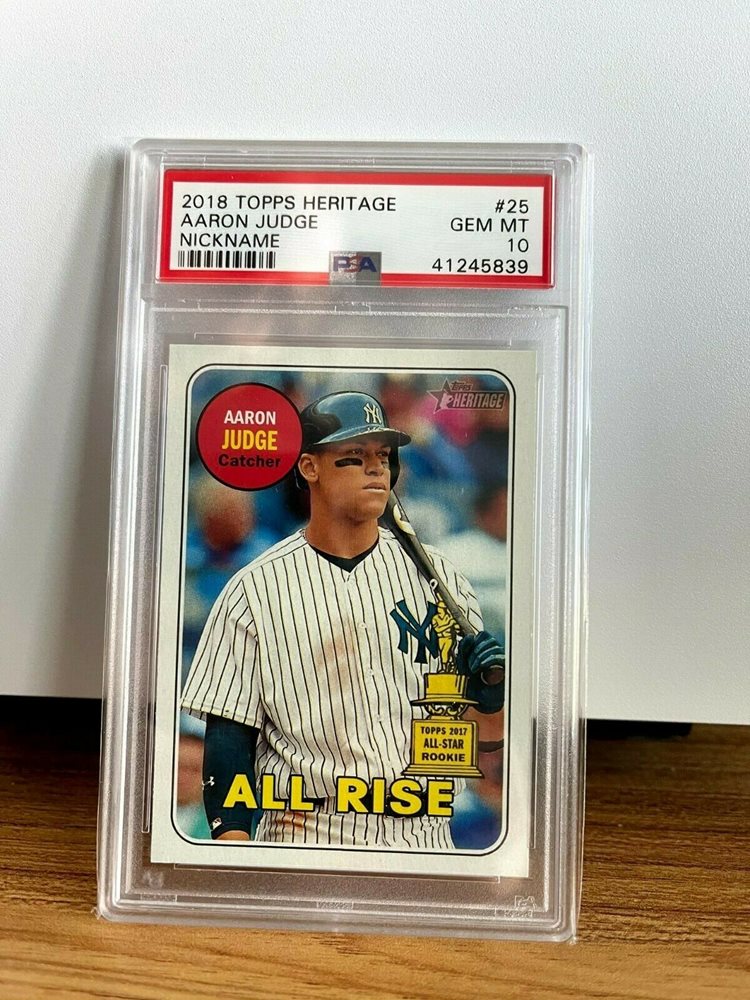 2018 TOPPS HERITAGE #25
AARON JUDGE GEM MT
NICKNAME 10
PSA 41245839
AARON
JUDGE
Catcher
Topps
HERITAGE
NY
NY
TOPPS 2017
ALL-STAR
ROOKIE
ALL RISE